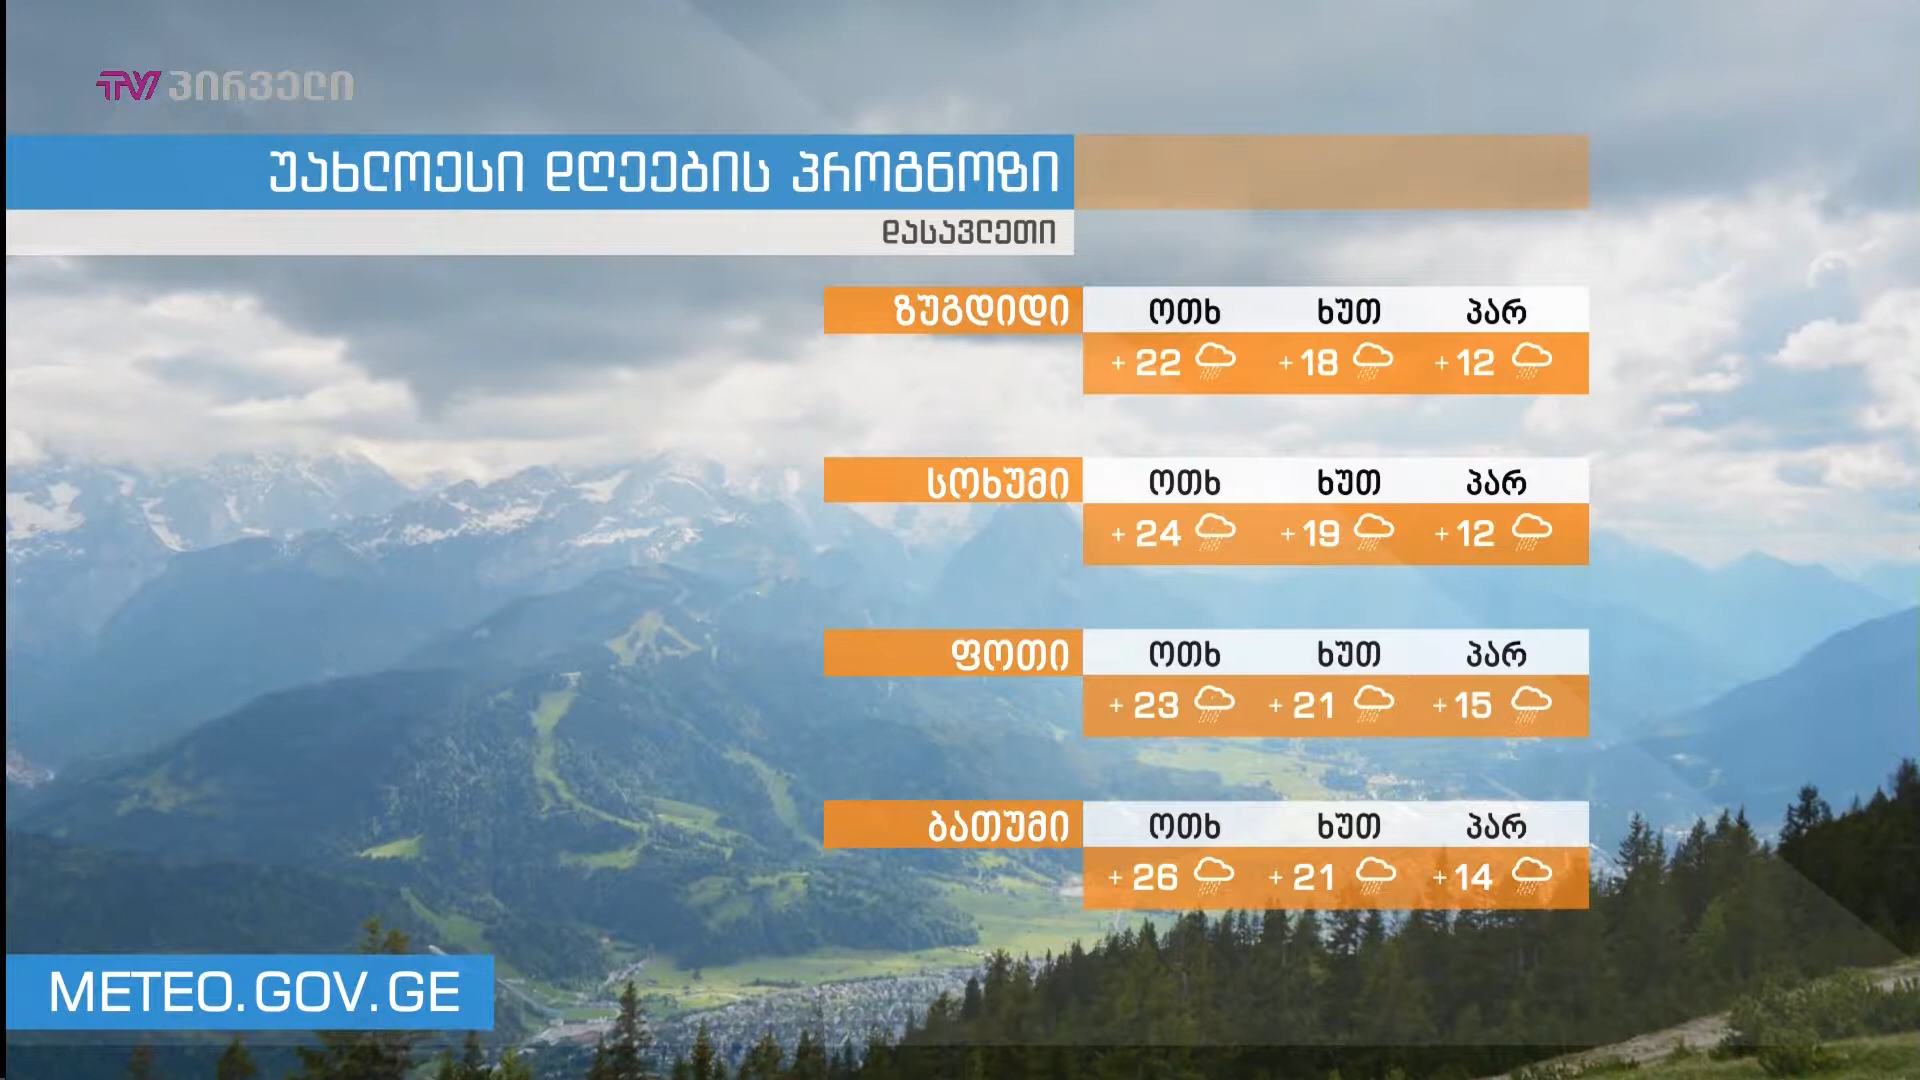 TV პირველი
უახლოესი დღეების პროგნოზი
დასავლეთი
ზუგდიდი ოთხ ხუთ პარ
+22 +18 +12
სოხუმი ოთხ ხუთ პარ
+24 +19 +12
ფოთი ოთხ ხუთ პარ
+23 +21 +15
ბათუმი ოთხ ხუთ პარ
+26 +21 +14
METEO.GOV.GE